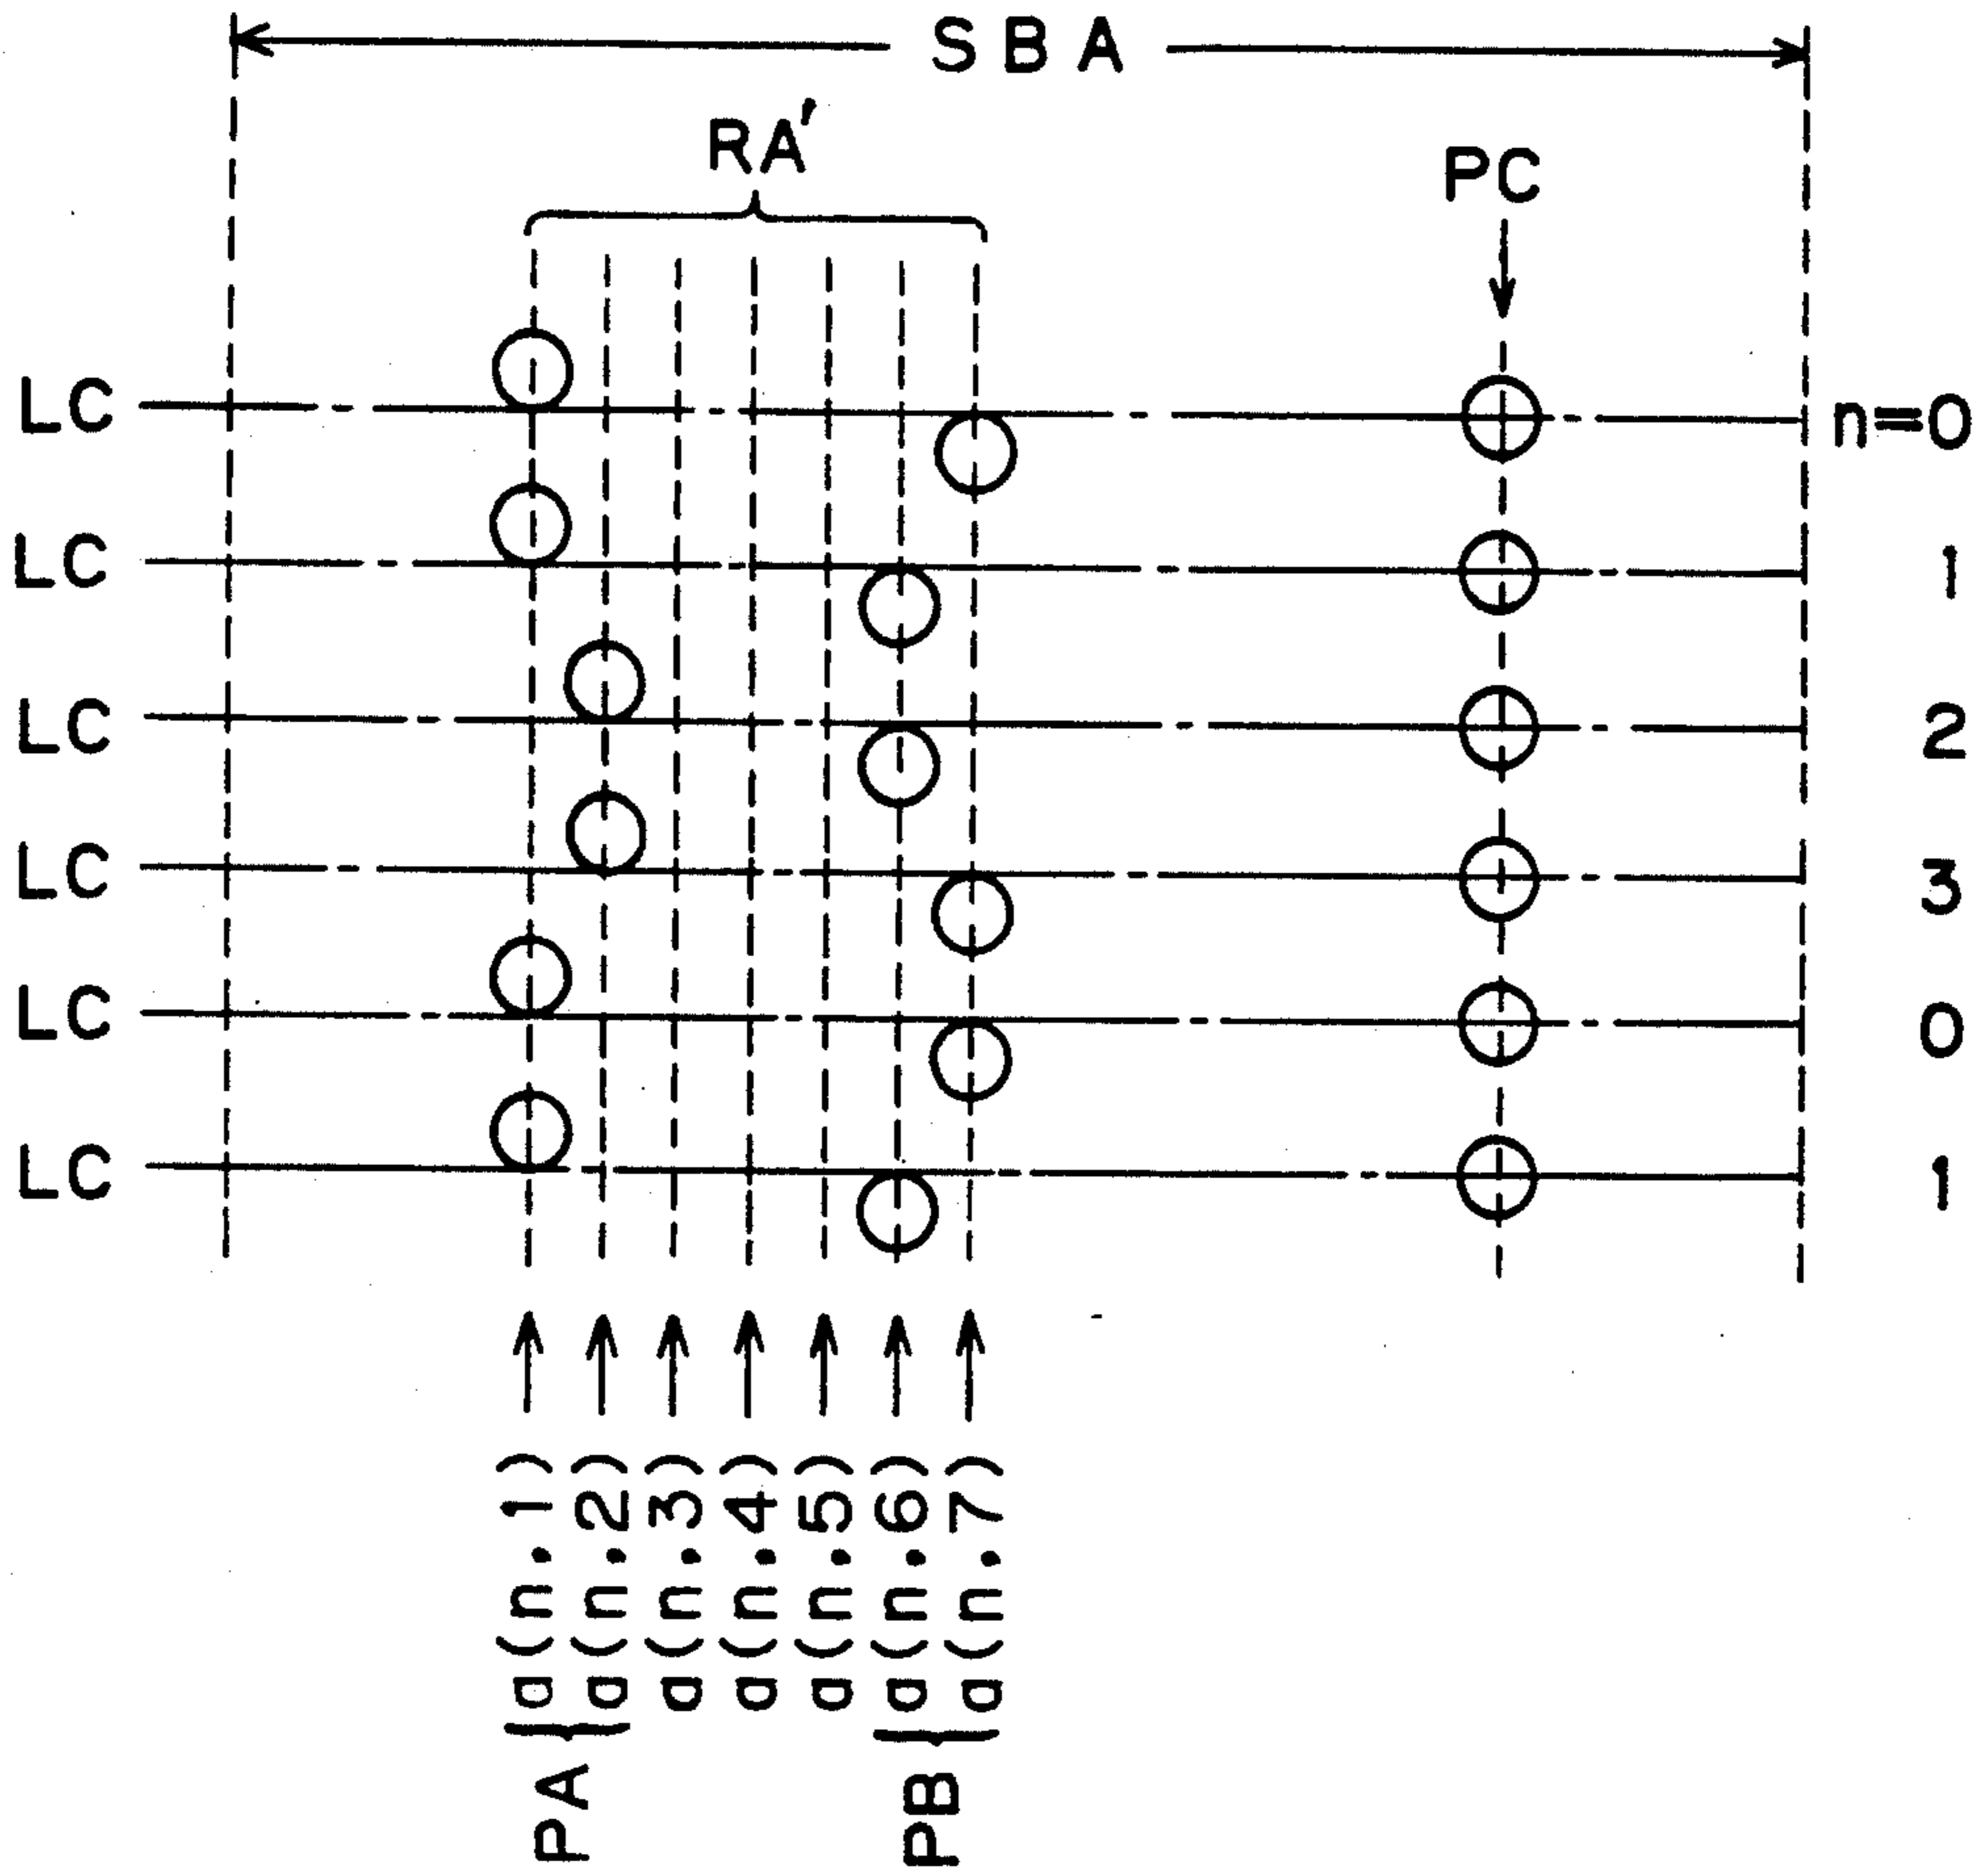 SBA
RA'
PC
LC n=0
LC 1
LC 2
LC 3
LC 0
LC 1
a(n.1)
a(n.2)
a(n.3)
a(n.4)
a(n.5)
a(n.6)
a(n.7)
PA
PB